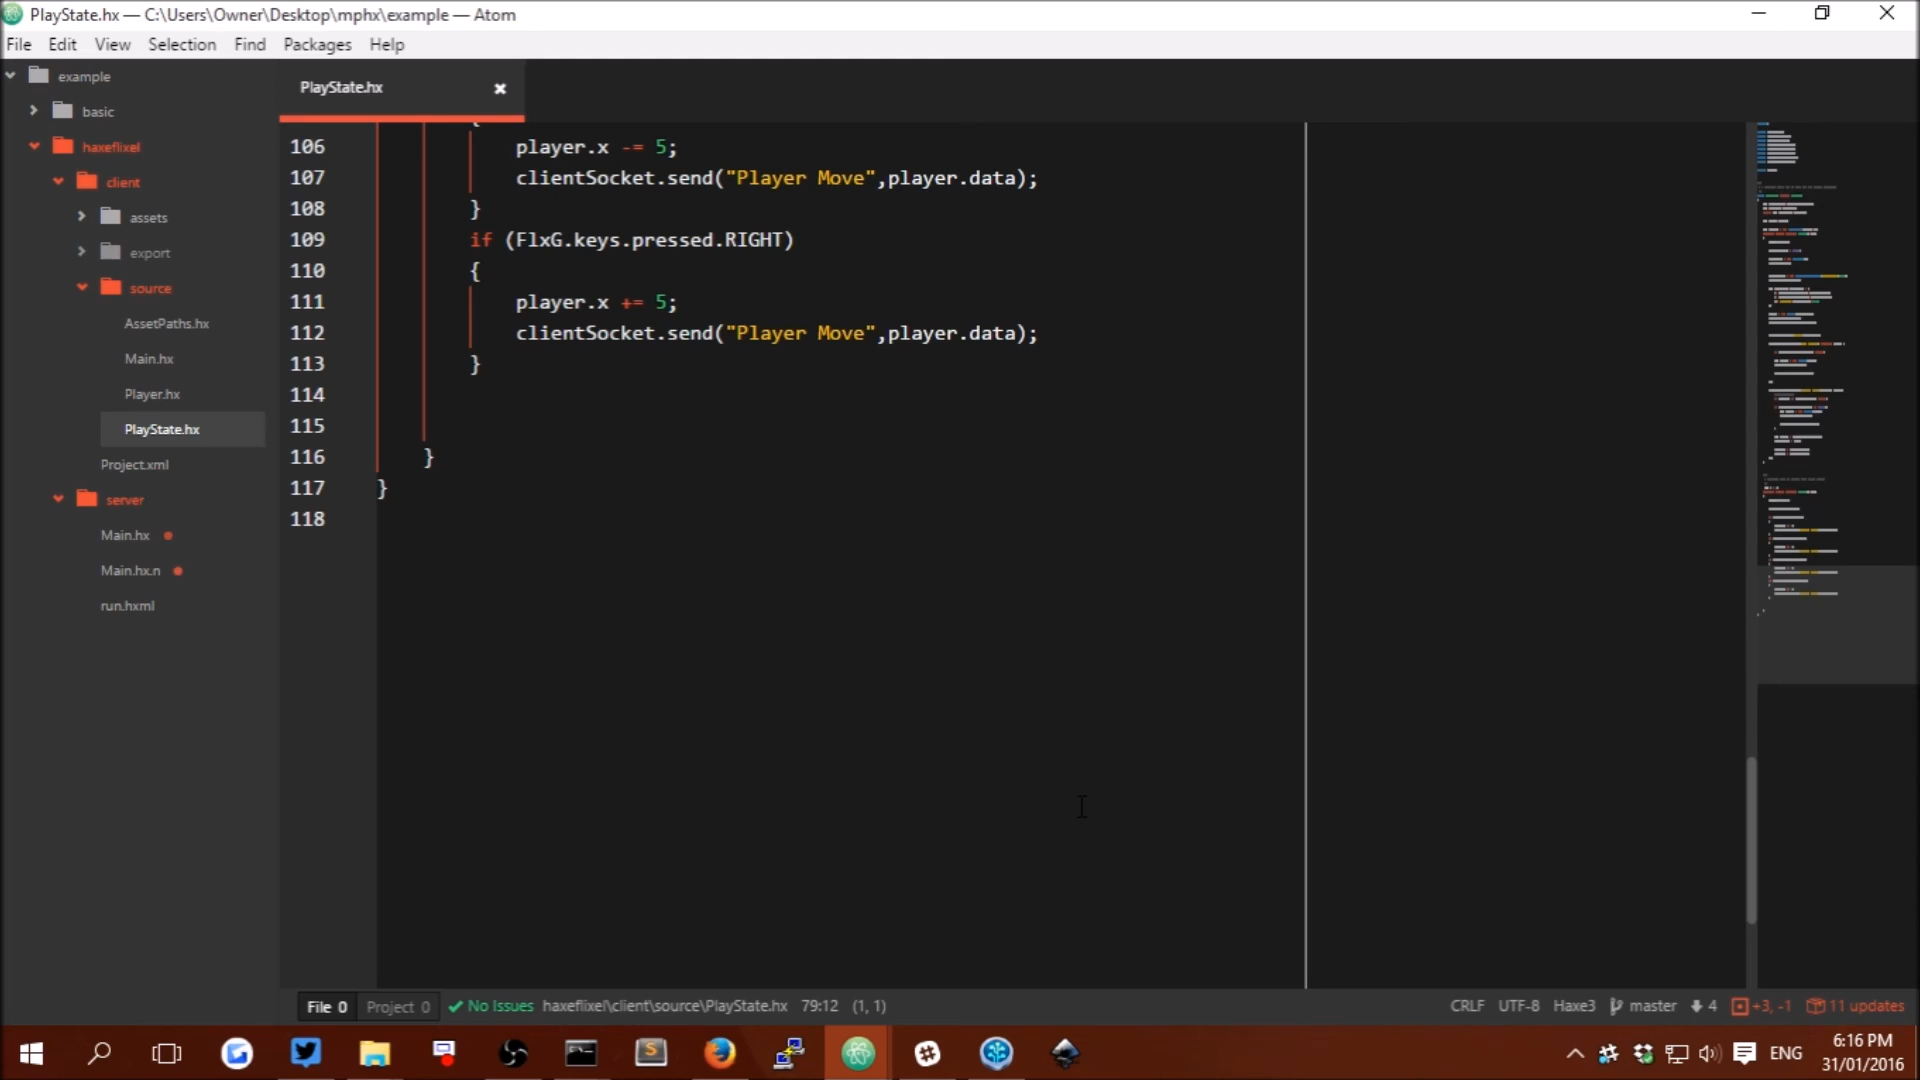 PlayState.hx — C:\Users\Owner\Desktop\mphx\example — Atom
File Edit View Selection Find Packages Help
example
basic
haxeflixel
client
assets
export
source
AssetPaths.hx
Main.hx
Player.hx
PlayState.hx
Project.xml
server
Main.hx
Main.hx.n
run.hxml
PlayState.hx
{
106 player.x -= 5;
107 clientSocket.send("Player Move",player.data);
108 }
109 if (FlxG.keys.pressed.RIGHT)
110 {
111 player.x += 5;
112 clientSocket.send("Player Move",player.data);
113 }
114
115
116 }
117 }
118
File 0 Project 0 No Issues haxeflixel\client\source\PlayState.hx 79:12 (1, 1) CRLF UTF-8 Haxe3 master 4 +3, -1 11 updates
ENG
6:16 PM
31/01/2016